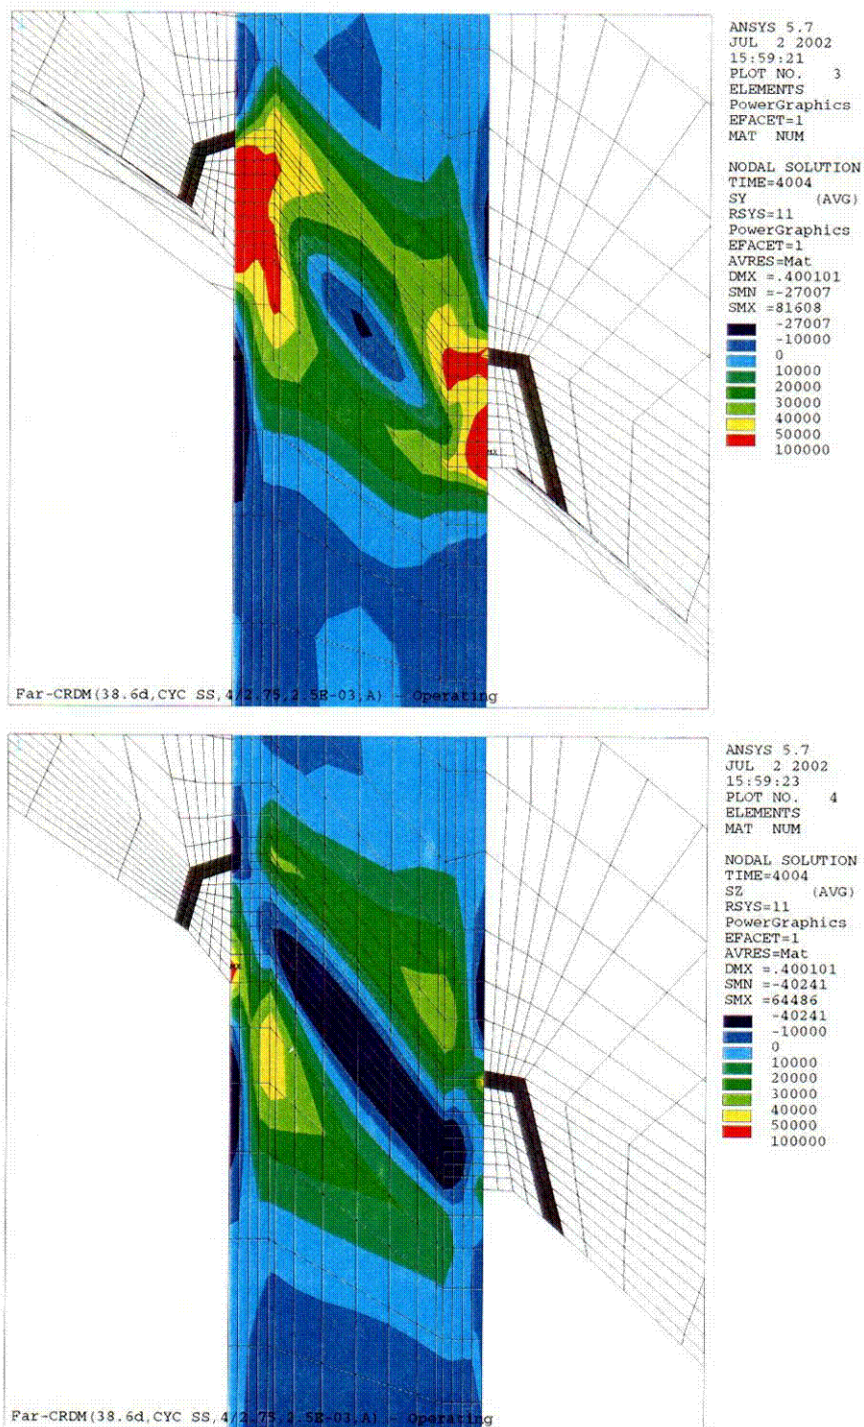 ANSYS 5.7
JUL 2 2002
15:59:21
PLOT NO. 3
ELEMENTS
PowerGraphics
EFACET=1
MAT NUM
NODAL SOLUTION
TIME=4004
SY (AVG)
RSYS=11
PowerGraphics
EFACET=1
AVRES=Mat
DMX =.400101
SMN =-27007
SMX =81608
-27007
-10000
0
10000
20000
30000
40000
50000
100000
MX
Far-CRDM(38.6d,CYC SS,4/2.75,2.5E-03,A) - Operating
ANSYS 5.7
JUL 2 2002
15:59:23
PLOT NO. 4
ELEMENTS
MAT NUM
NODAL SOLUTION
TIME=4004
SZ (AVG)
RSYS=11
PowerGraphics
EFACET=1
AVRES=Mat
DMX =.400101
SMN =-40241
SMX =64486
-40241
-10000
0
10000
20000
30000
40000
50000
100000
MX
Far-CRDM(38.6d,CYC SS,4/2.75,2.5E-03,A) - Operating